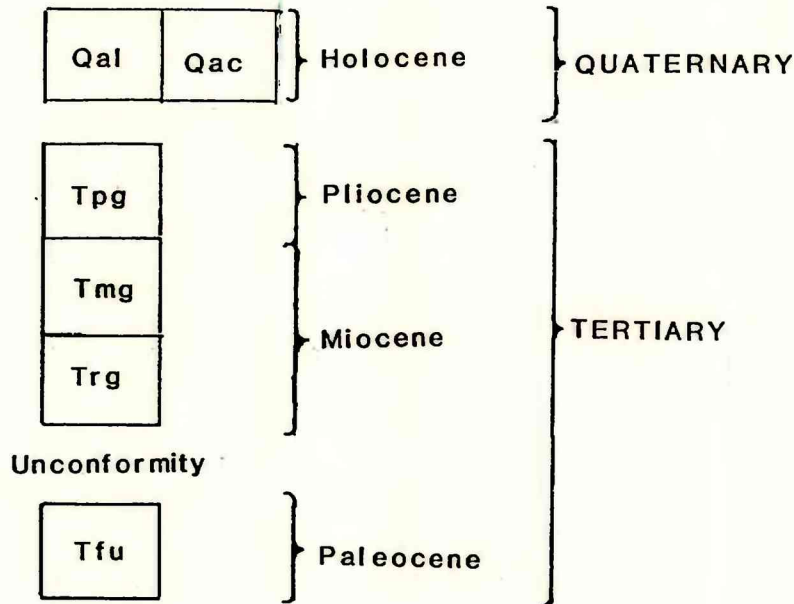 Qal Qac Holocene QUATERNARY
Tpg Pliocene
Tmg
Miocene TERTIARY
Trg
Unconformity
Tfu Paleocene